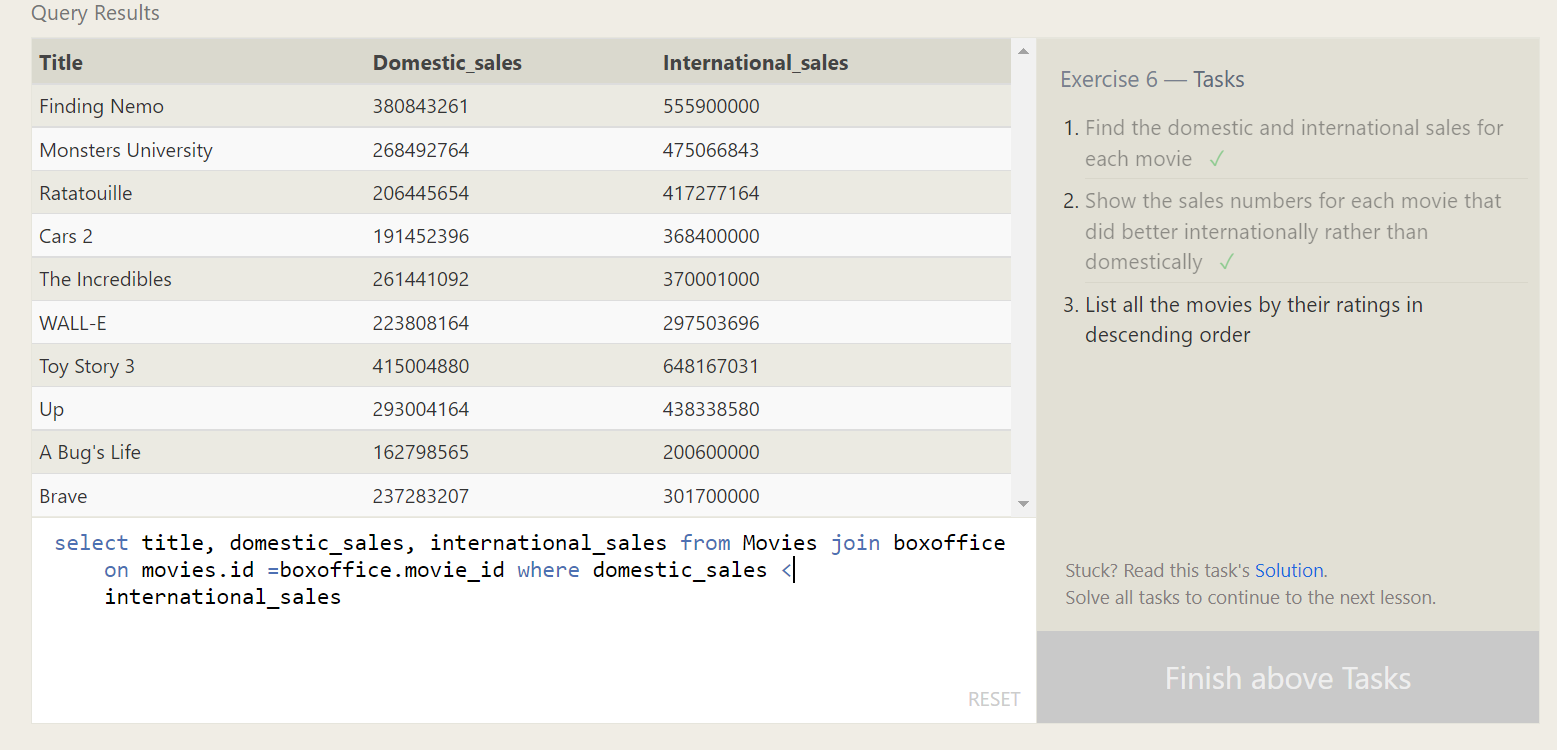 Query Results
Title Domestic_sales International_sales
Finding Nemo 380843261 555900000
Monsters University 268492764 475066843
Ratatouille 206445654 417277164
Cars 2 191452396 368400000
The Incredibles 261441092 370001000
WALL-E 223808164 297503696
Toy Story 3 415004880 648167031
Up 293004164 438338580
A Bug's Life 162798565 200600000
Brave 237283207 301700000
select title, domestic_sales, international_sales from Movies join boxoffice
on movies.id =boxoffice.movie_id where domestic_sales <
international_sales
RESET
Exercise 6 — Tasks
1. Find the domestic and international sales for
each movie ✓
2. Show the sales numbers for each movie that
did better internationally rather than
domestically ✓
3. List all the movies by their ratings in
descending order
Stuck? Read this task's Solution.
Solve all tasks to continue to the next lesson.
Finish above Tasks